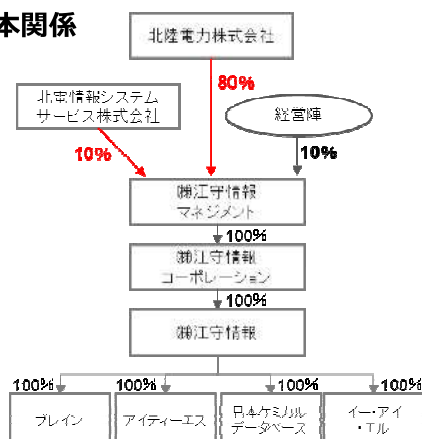 本関係
北陸電力株式会社
80%
北電情報システム
サービス株式会社
経営陣
10%
10%
㈱江守情報
マネジメント
100%
㈱江守情報
コーポレーション
100%
㈱江守情報
100%
100%
100%
100%
ブレイン
アイティーエス
日本ケミカル
データベース
イー・アイ
・エル